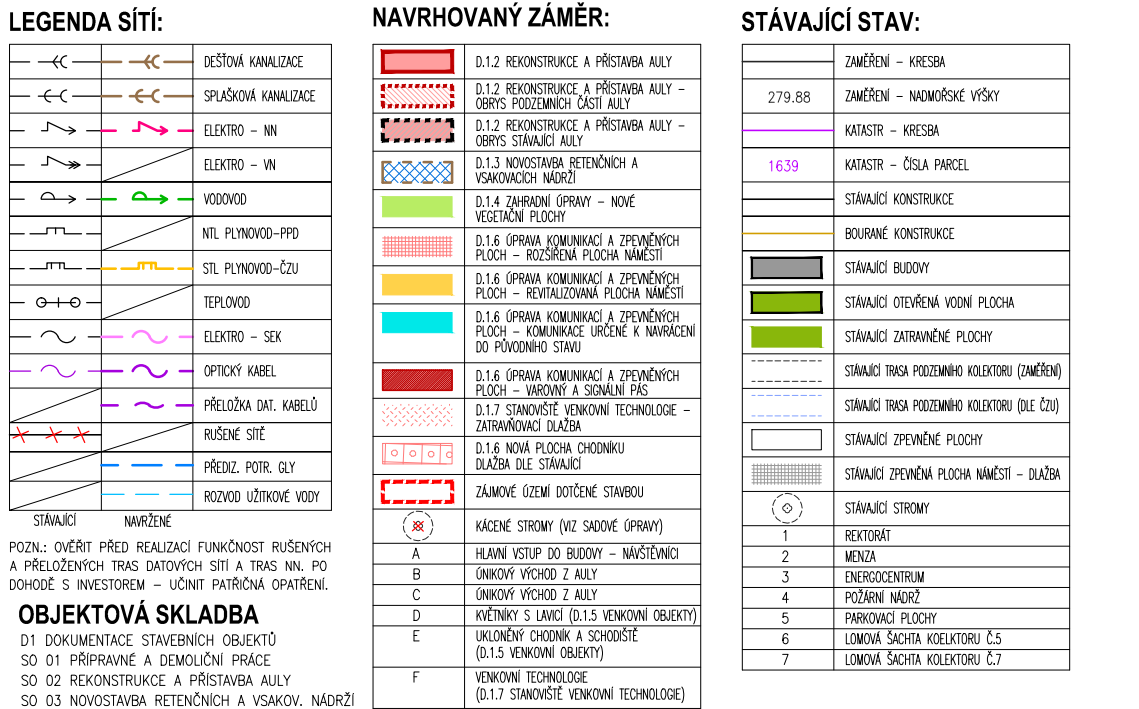 LEGENDA SÍTÍ:
DEŠŤOVÁ KANALIZACE
SPLAŠKOVÁ KANALIZACE
ELEKTRO – NN
ELEKTRO – VN
VODOVOD
NTL PLYNOVOD–PPD
STL PLYNOVOD–ČZU
TEPLOVOD
ELEKTRO – SEK
OPTICKÝ KABEL
PŘELOŽKA DAT. KABELŮ
RUŠENÉ SÍTĚ
PŘEDIZ. POTR. GLY
ROZVOD UŽITKOVÉ VODY
STÁVAJÍCÍ NAVRŽENÉ
POZN.: OVĚŘIT PŘED REALIZACÍ FUNKČNOST RUŠENÝCH
A PŘELOŽENÝCH TRAS DATOVÝCH SÍTÍ A TRAS NN. PO
DOHODĚ S INVESTOREM – UČINIT PATŘIČNÁ OPATŘENÍ.
OBJEKTOVÁ SKLADBA
D1 DOKUMENTACE STAVEBNÍCH OBJEKTŮ
SO 01 PŘÍPRAVNÉ A DEMOLIČNÍ PRÁCE
SO 02 REKONSTRUKCE A PŘÍSTAVBA AULY
SO 03 NOVOSTAVBA RETENČNÍCH A VSAKOV. NÁDRŽÍ
NAVRHOVANÝ ZÁMĚR:
D.1.2 REKONSTRUKCE A PŘÍSTAVBA AULY
D.1.2 REKONSTRUKCE A PŘÍSTAVBA AULY –
OBRYS PODZEMNÍCH ČÁSTÍ AULY
D.1.2 REKONSTRUKCE A PŘÍSTAVBA AULY –
OBRYS STÁVAJÍCÍ AULY
D.1.3 NOVOSTAVBA RETENČNÍCH A
VSAKOVACÍCH NÁDRŽÍ
D.1.4 ZAHRADNÍ ÚPRAVY – NOVÉ
VEGETAČNÍ PLOCHY
D.1.6 ÚPRAVA KOMUNIKACÍ A ZPEVNĚNÝCH
PLOCH – ROZŠÍŘENÁ PLOCHA NÁMĚSTÍ
D.1.6 ÚPRAVA KOMUNIKACÍ A ZPEVNĚNÝCH
PLOCH – REVITALIZOVANÁ PLOCHA NÁMĚSTÍ
D.1.6 ÚPRAVA KOMUNIKACÍ A ZPEVNĚNÝCH
PLOCH – KOMUNIKACE URČENÉ K NAVRÁCENÍ
DO PŮVODNÍHO STAVU
D.1.6 ÚPRAVA KOMUNIKACÍ A ZPEVNĚNÝCH
PLOCH – VAROVNÝ A SIGNÁLNÍ PÁS
D.1.7 STANOVIŠTĚ VENKOVNÍ TECHNOLOGIE –
ZATRAVŇOVACÍ DLAŽBA
D.1.6 NOVÁ PLOCHA CHODNÍKU
DLAŽBA DLE STÁVAJÍCÍ
ZÁJMOVÉ ÚZEMÍ DOTČENÉ STAVBOU
KÁCENÉ STROMY (VIZ SADOVÉ ÚPRAVY)
A HLAVNÍ VSTUP DO BUDOVY – NÁVŠTĚVNÍCI
B ÚNIKOVÝ VÝCHOD Z AULY
C ÚNIKOVÝ VÝCHOD Z AULY
D KVĚTNÍKY S LAVICÍ (D.1.5 VENKOVNÍ OBJEKTY)
E UKLONĚNÝ CHODNÍK A SCHODIŠTĚ
(D.1.5 VENKOVNÍ OBJEKTY)
F VENKOVNÍ TECHNOLOGIE
(D.1.7 STANOVIŠTĚ VENKOVNÍ TECHNOLOGIE)
STÁVAJÍCÍ STAV:
ZAMĚŘENÍ – KRESBA
279.88 ZAMĚŘENÍ – NADMOŘSKÉ VÝŠKY
KATASTR – KRESBA
1639 KATASTR – ČÍSLA PARCEL
STÁVAJÍCÍ KONSTRUKCE
BOURANÉ KONSTRUKCE
STÁVAJÍCÍ BUDOVY
STÁVAJÍCÍ OTEVŘENÁ VODNÍ PLOCHA
STÁVAJÍCÍ ZATRAVNĚNÉ PLOCHY
STÁVAJÍCÍ TRASA PODZEMNÍHO KOLEKTORU (ZAMĚŘENÍ)
STÁVAJÍCÍ TRASA PODZEMNÍHO KOLEKTORU (DLE ČZU)
STÁVAJÍCÍ ZPEVNĚNÉ PLOCHY
STÁVAJÍCÍ ZPEVNĚNÁ PLOCHA NÁMĚSTÍ – DLAŽBA
STÁVAJÍCÍ STROMY
1 REKTORÁT
2 MENZA
3 ENERGOCENTRUM
4 POŽÁRNÍ NÁDRŽ
5 PARKOVACÍ PLOCHY
6 LOMOVÁ ŠACHTA KOELKTORU Č.5
7 LOMOVÁ ŠACHTA KOLEKTORU Č.7